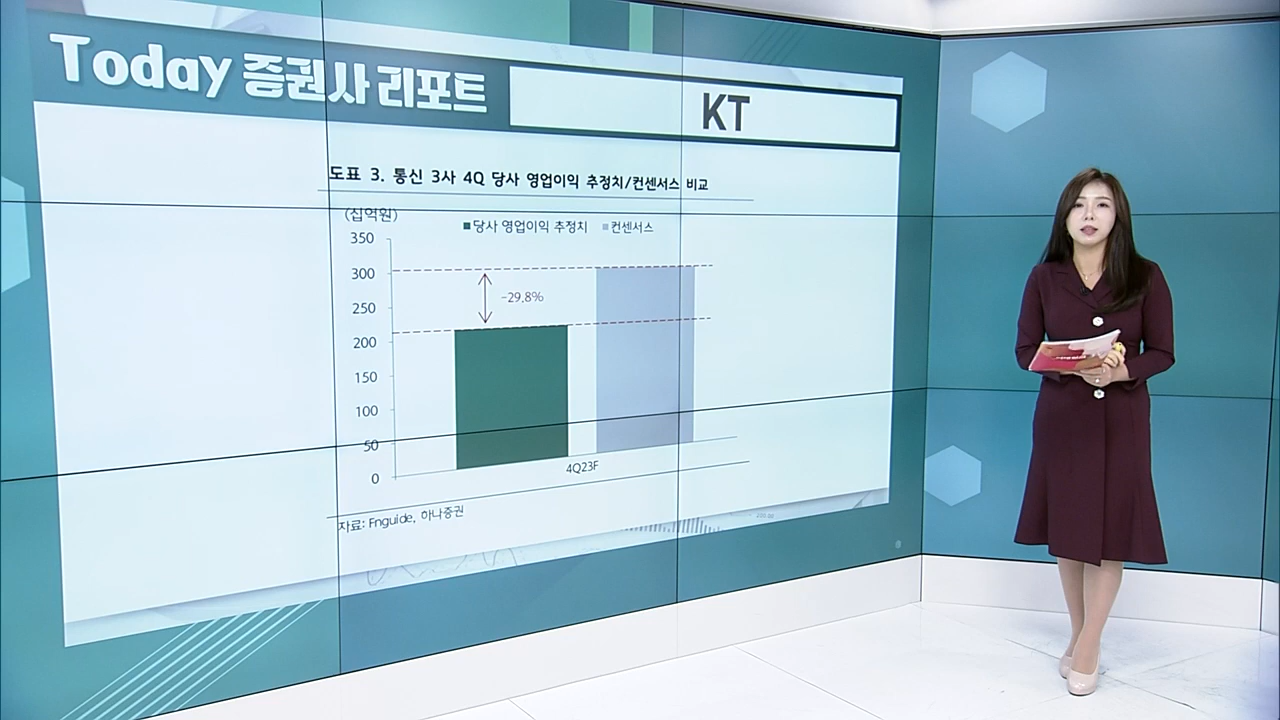 Today 증권사 리포트
KT
도표 3. 통신 3사 4Q 당사 영업이익 추정치/컨센서스 비교
(십억원)
■당사 영업이익 추정치 ■컨센서스
350
300
250
200
150
100
50
0
-29.8%
4Q23F
자료: Fnguide, 하나증권